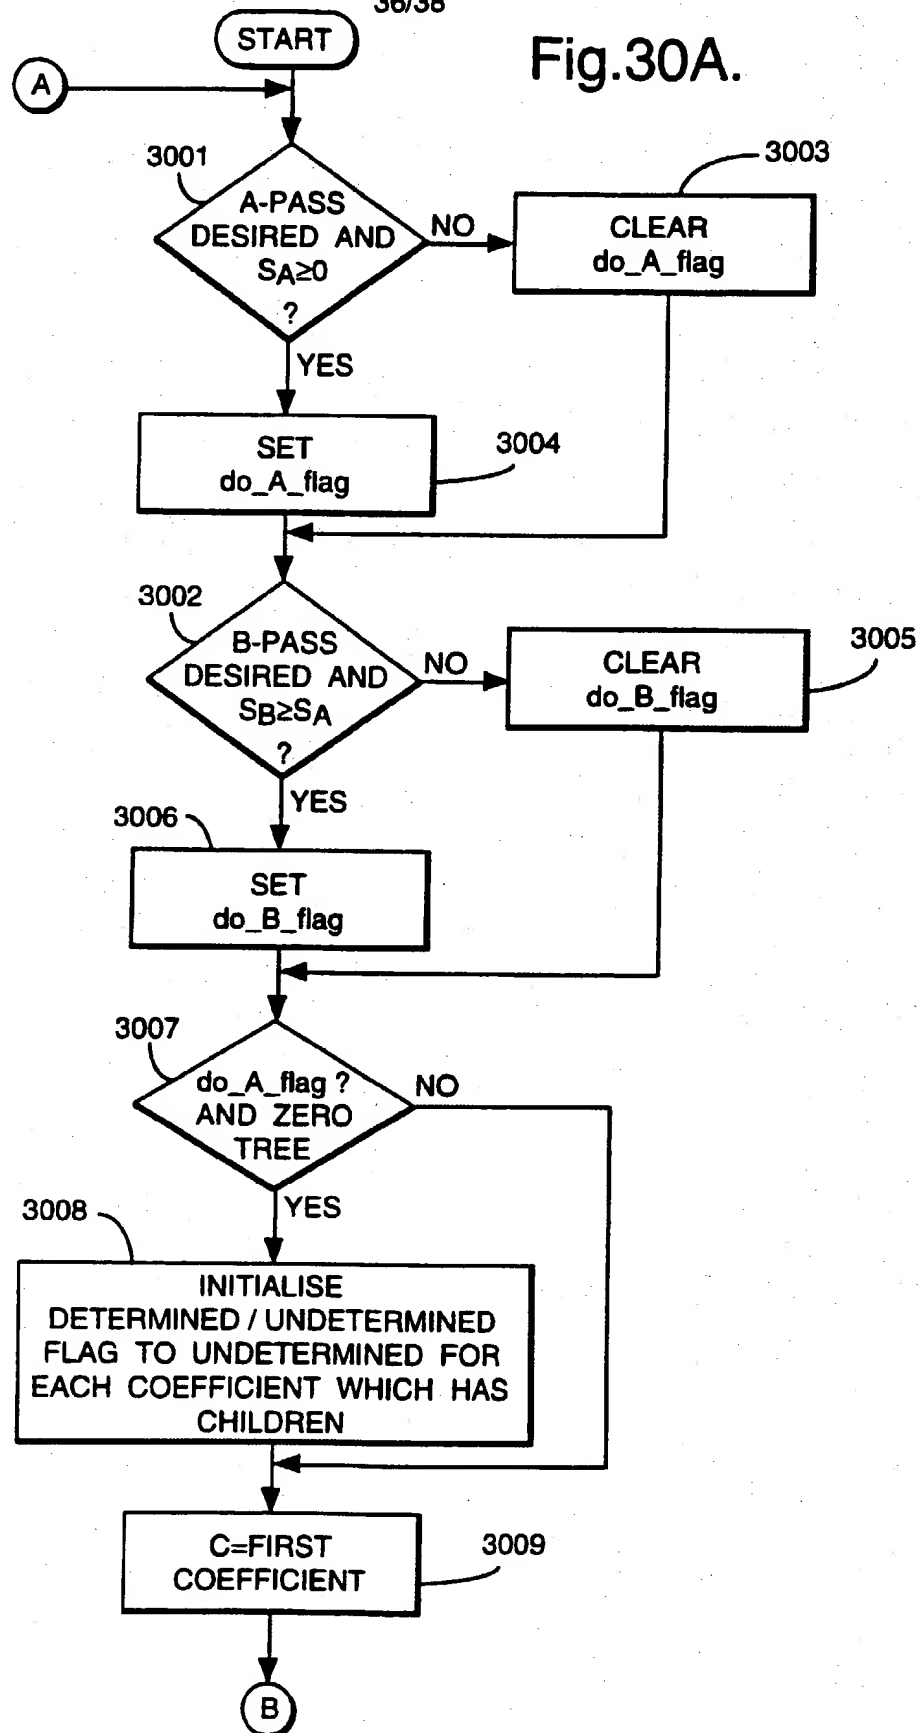 36/38
START
Fig.30A.
A
3001
3003
A-PASS
DESIRED AND
SA≥0
?
NO
CLEAR
do_A_flag
YES
SET
do_A_flag
3004
3002
B-PASS
DESIRED AND
SB≥SA
?
NO
CLEAR
do_B_flag
3005
YES
3006
SET
do_B_flag
3007
do_A_flag ?
AND ZERO
TREE
NO
YES
3008
INITIALISE
DETERMINED / UNDETERMINED
FLAG TO UNDETERMINED FOR
EACH COEFFICIENT WHICH HAS
CHILDREN
C=FIRST
COEFFICIENT
3009
B